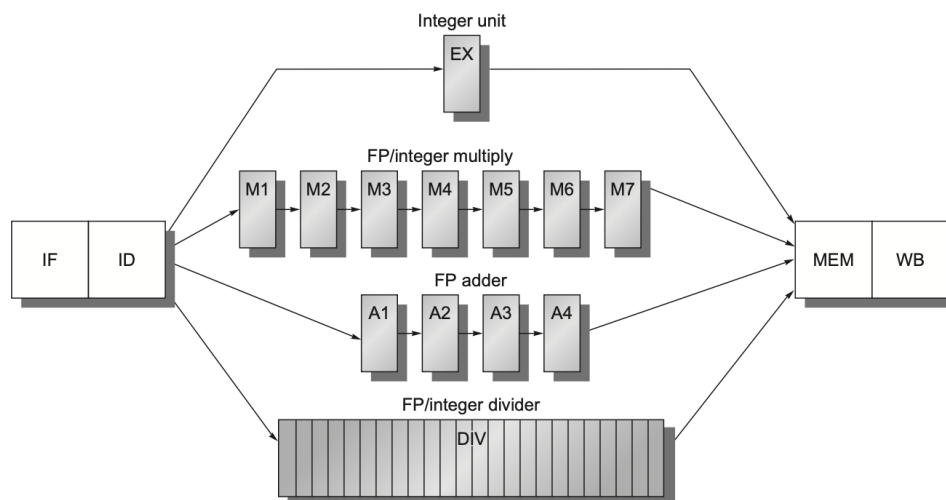 Integer unit
EX
FP/integer multiply
M1 M2 M3 M4 M5 M6 M7
IF ID MEM WB
FP adder
A1 A2 A3 A4
FP/integer divider
DIV